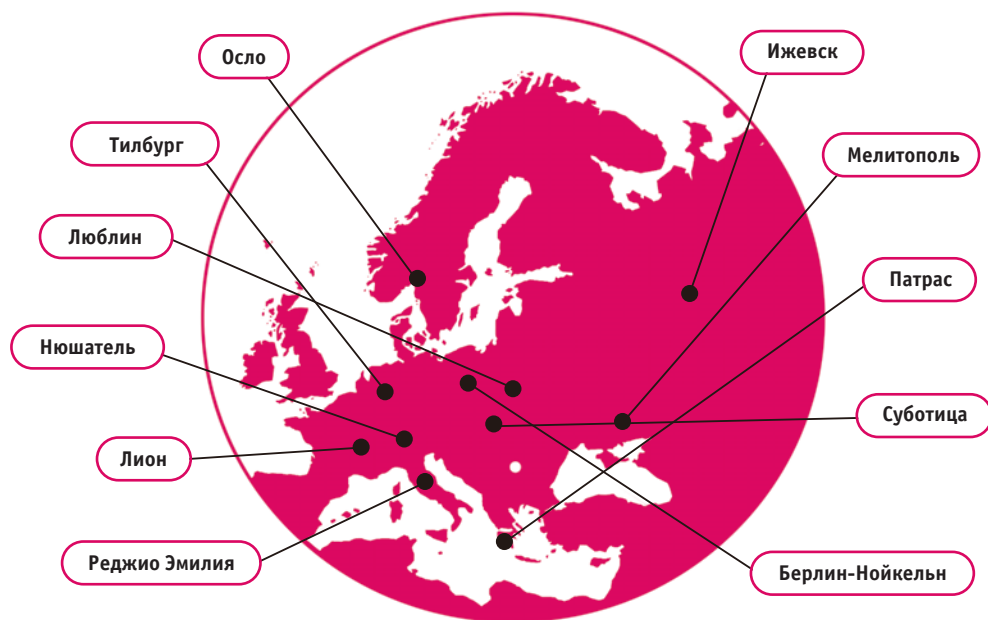 Осло
Ижевск
Тилбург
Мелитополь
Люблин
Патрас
Нюшатель
Суботица
Лион
Реджио Эмилия
Берлин-Нойкельн